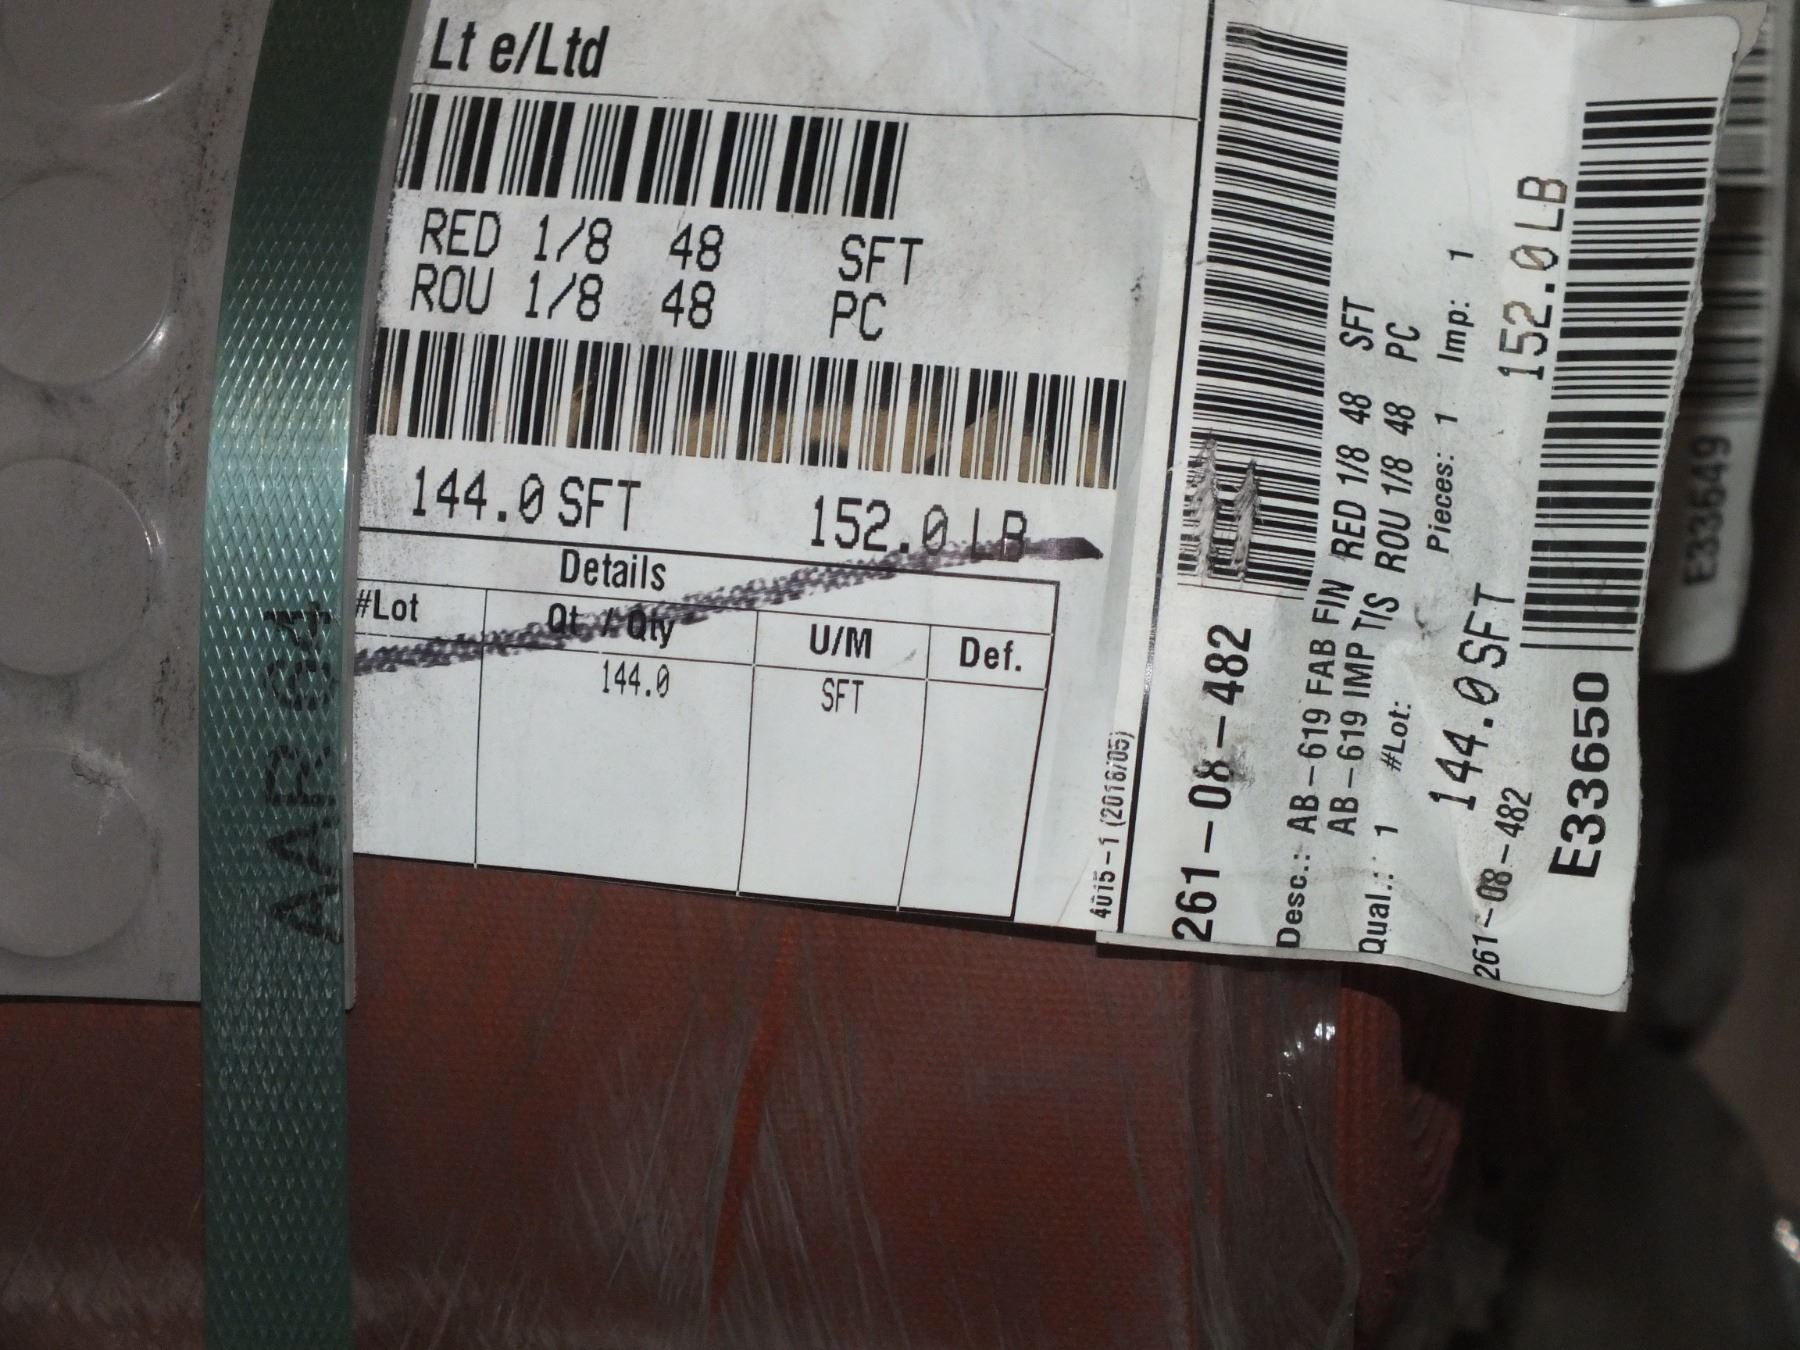 Lt e/Ltd
RED 1/8 48 SFT
ROU 1/8 48 PC
144.0 SFT 152.0 LB
Details
#Lot Qt. / Qty U/M Def.
144.0 SFT
4015-1 (2016/05)
261-08-482
Desc.: AB-619 FAB FIN RED 1/8 48 SFT
AB-619 IMP TIS ROU 1/8 48 PC
Qual.: 1 #Lot: Pieces: 1 Imp: 1
144.0 SFT 152.0 LB
261-08-482
E33650
E33649
AAR 64